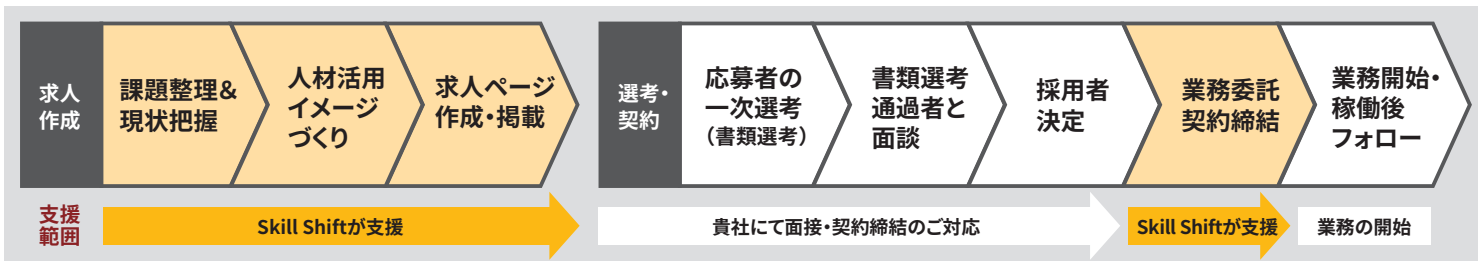 求人
作成
課題整理&
現状把握
人材活用
イメージ
づくり
求人ページ
作成・掲載
選考・
契約
応募者の
一次選考
（書類選考）
書類選考
通過者と
面談
採用者
決定
業務委託
契約締結
業務開始・
稼働後
フォロー
支援
範囲
Skill Shiftが支援
貴社にて面接・契約締結のご対応
Skill Shiftが支援
業務の開始